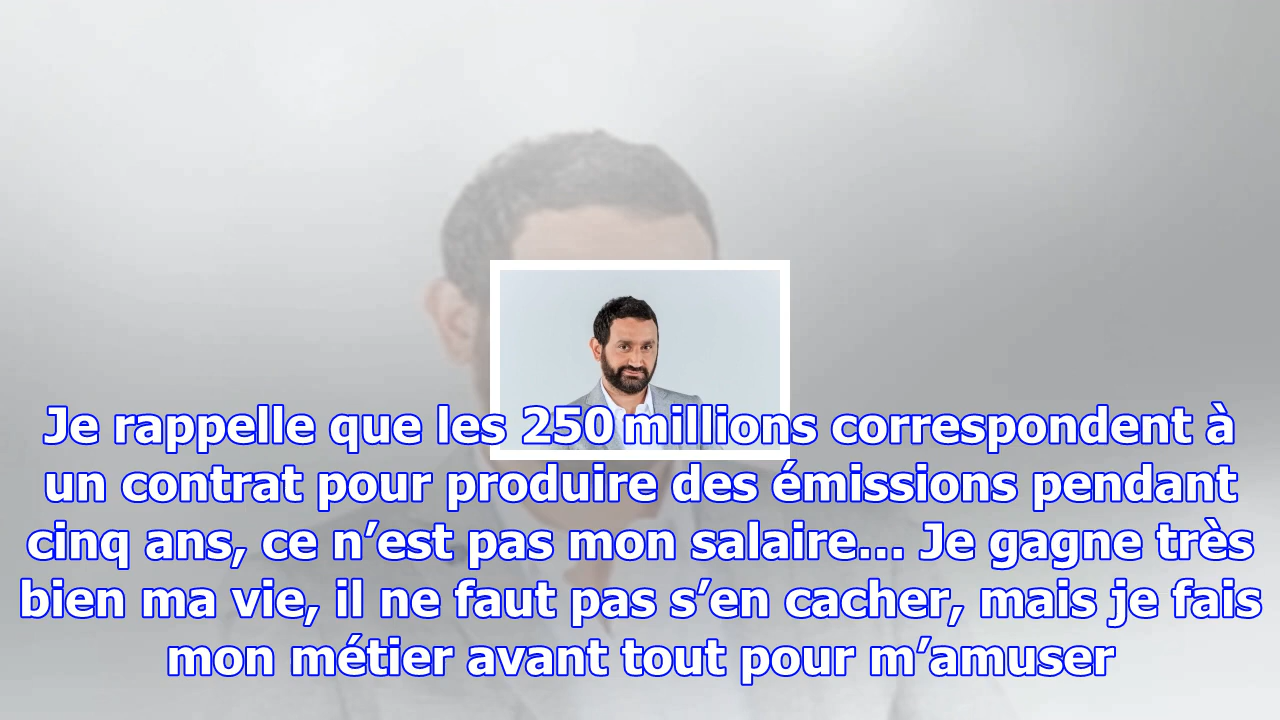 Je rappelle que les 250 millions correspondent à
un contrat pour produire des émissions pendant
cinq ans, ce n’est pas mon salaire... Je gagne très
bien ma vie, il ne faut pas s’en cacher, mais je fais
mon métier avant tout pour m’amuser